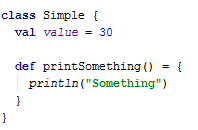 class Simple {
  val value = 30

  def printSomething() = {
    println("Something")
  }
}